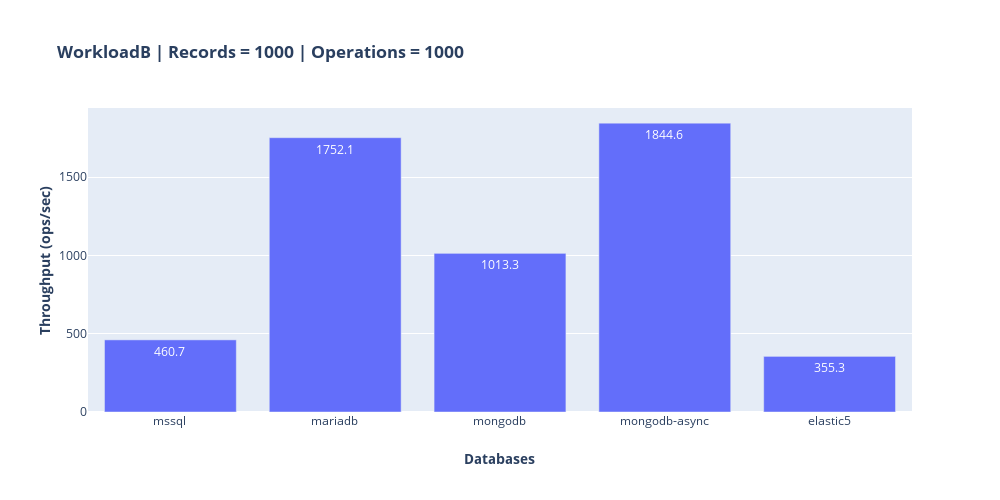 WorkloadB | Records = 1000 | Operations = 1000
Throughput (ops/sec)
1500
1000
500
0
460.7
1752.1
1013.3
1844.6
355.3
mssql
mariadb
mongodb
mongodb-async
elastic5
Databases